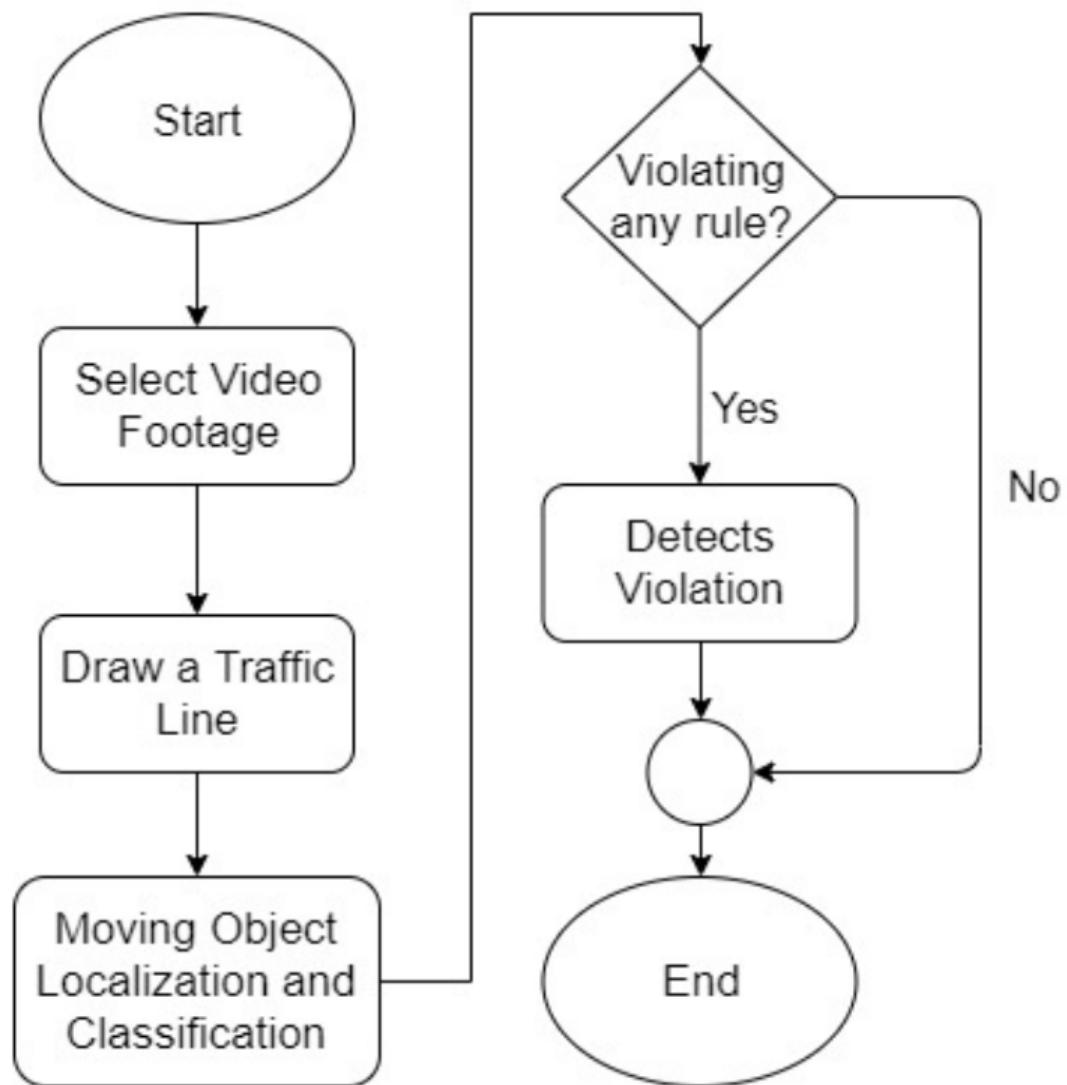 Start
Select Video
Footage
Draw a Traffic
Line
Moving Object
Localization and
Classification
Violating
any rule?
Yes
No
Detects
Violation
End